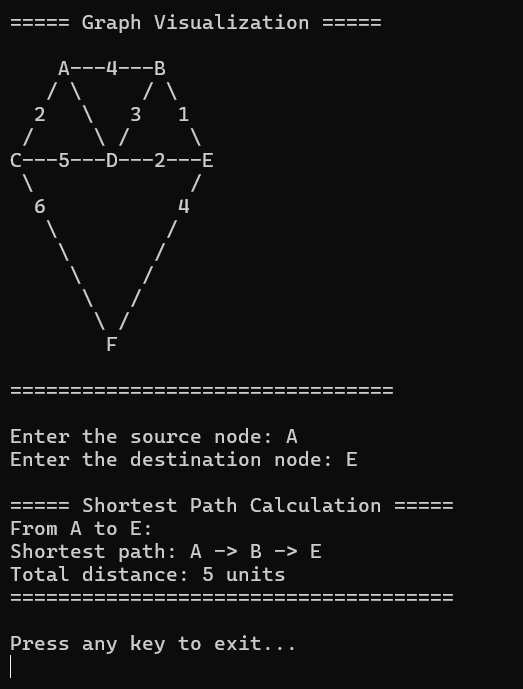 ===== Graph Visualization =====
    A---4---B
   / \     / \
  2   \   3   1
 /     \ /     \
C---5---D---2---E
 \             /
  6           4
   \         /
    \       /
     \     /
      \   /
       \ /
        F
================================
Enter the source node: A
Enter the destination node: E
===== Shortest Path Calculation =====
From A to E:
Shortest path: A -> B -> E
Total distance: 5 units
=====================================
Press any key to exit...